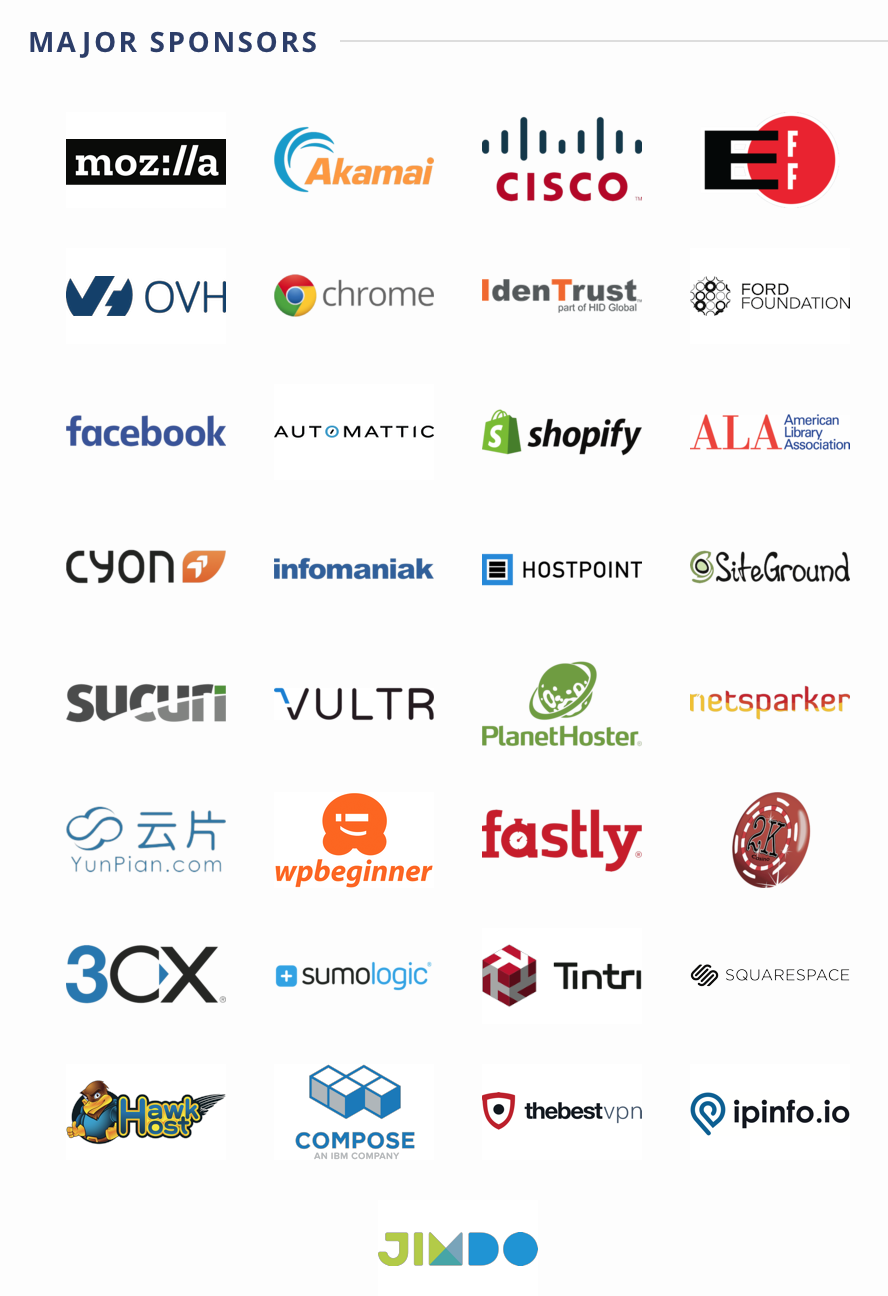 MAJOR SPONSORS
moz://a
Akamai
CISCO™
E F F
OVH
chrome
IdenTrust™
part of HID Global
FORD
FOUNDATION
facebook
AUTOMATTIC
shopify
ALA American
Library
Association
cyon
infomaniak
HOSTPOINT
SiteGround
sucuri
VULTR
PlanetHoster®
netsparker
云片
YunPian.com
wpbeginner
fastly®
2K
3CX®
sumologic®
Tintri
SQUARESPACE
Hawk
Host
COMPOSE
AN IBM COMPANY
thebestvpn
ipinfo.io
JIMDO